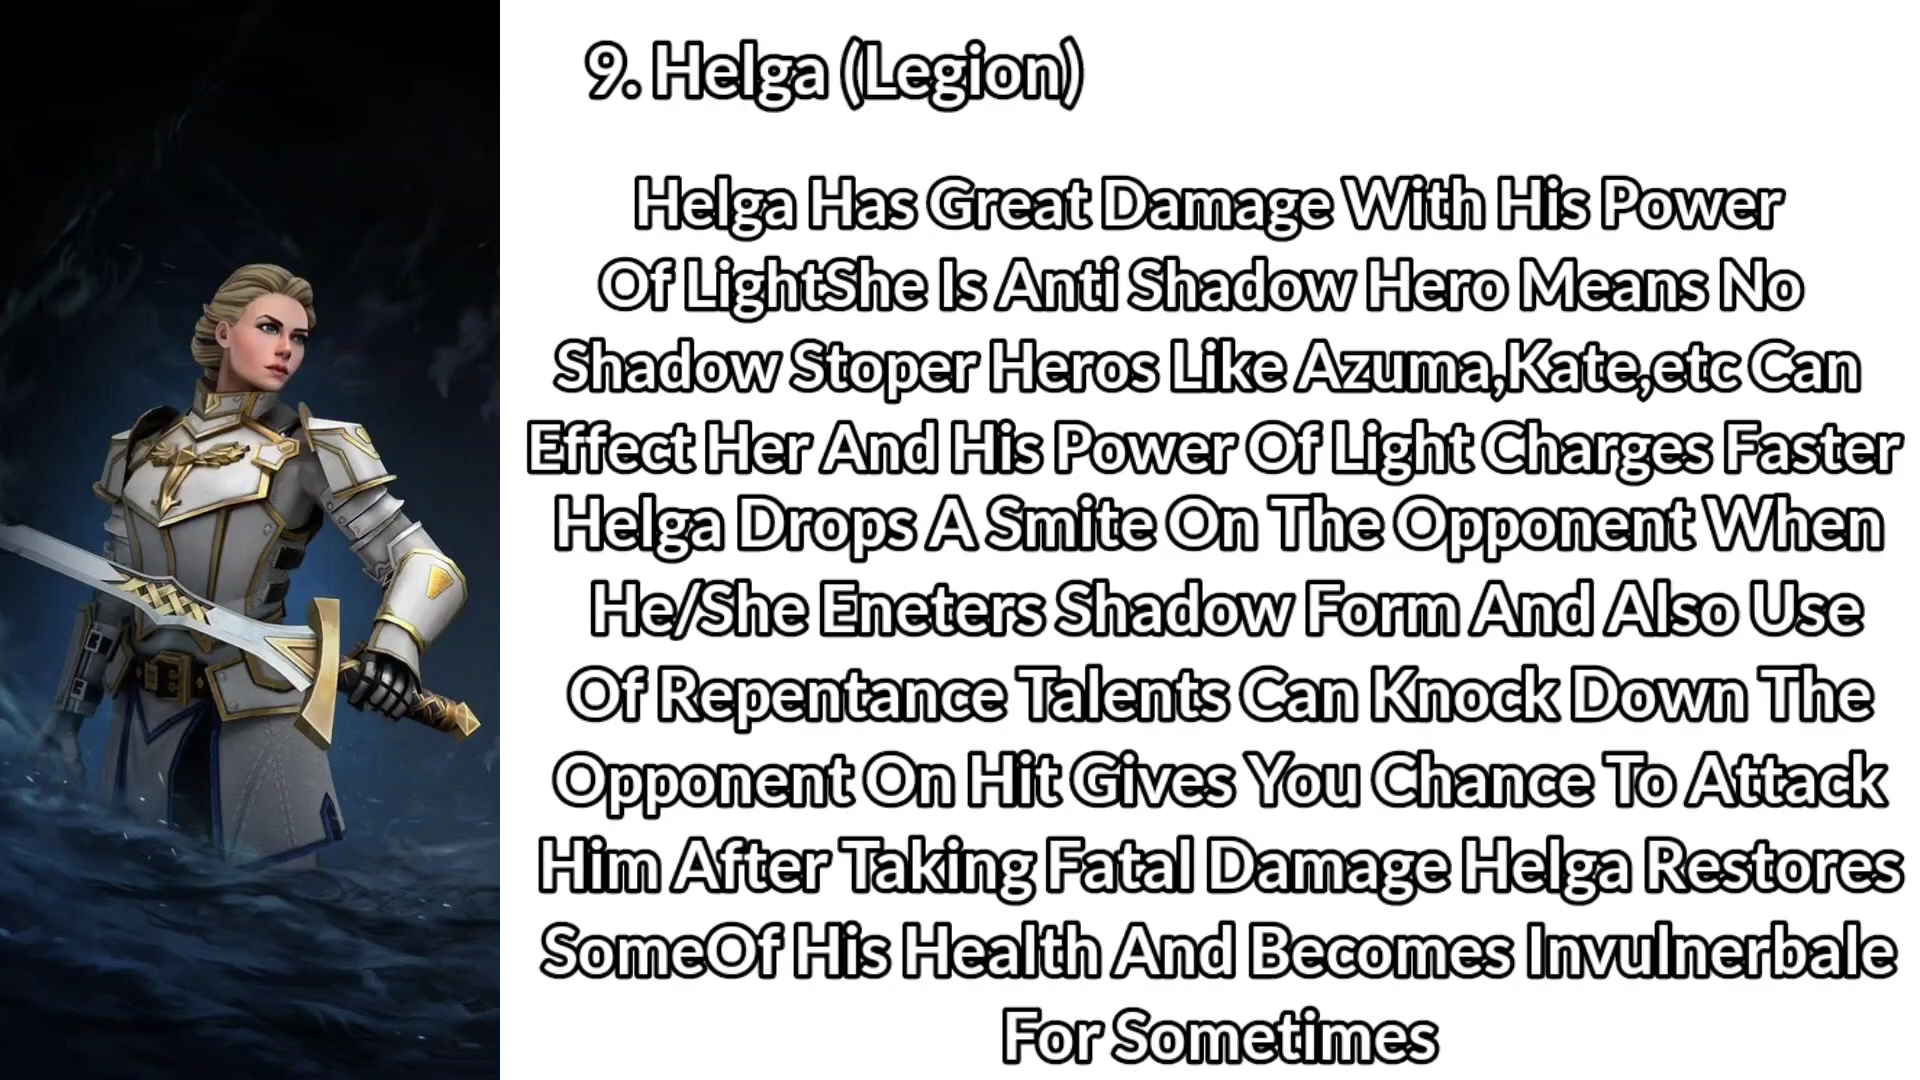 9. Helga (Legion)
Helga Has Great Damage With His Power
Of LightShe Is Anti Shadow Hero Means No
Shadow Stoper Heros Like Azuma,Kate,etc Can
Effect Her And His Power Of Light Charges Faster
Helga Drops A Smite On The Opponent When
He/She Eneters Shadow Form And Also Use
Of Repentance Talents Can Knock Down The
Opponent On Hit Gives You Chance To Attack
Him After Taking Fatal Damage Helga Restores
SomeOf His Health And Becomes Invulnerbale
For Sometimes